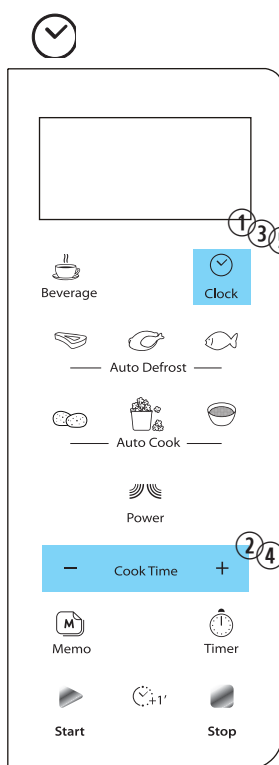 ① ③
Beverage
Clock
Auto Defrost
Auto Cook
Power
② ④
− Cook Time +
M
Memo
Timer
+1'
Start
Stop